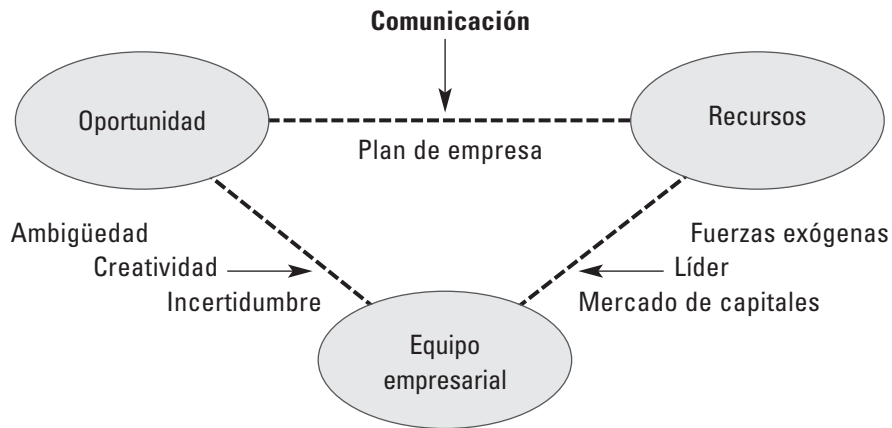 Comunicación
Oportunidad
Recursos
Plan de empresa
Ambigüedad
Creatividad
Incertidumbre
Fuerzas exógenas
Líder
Mercado de capitales
Equipo
empresarial